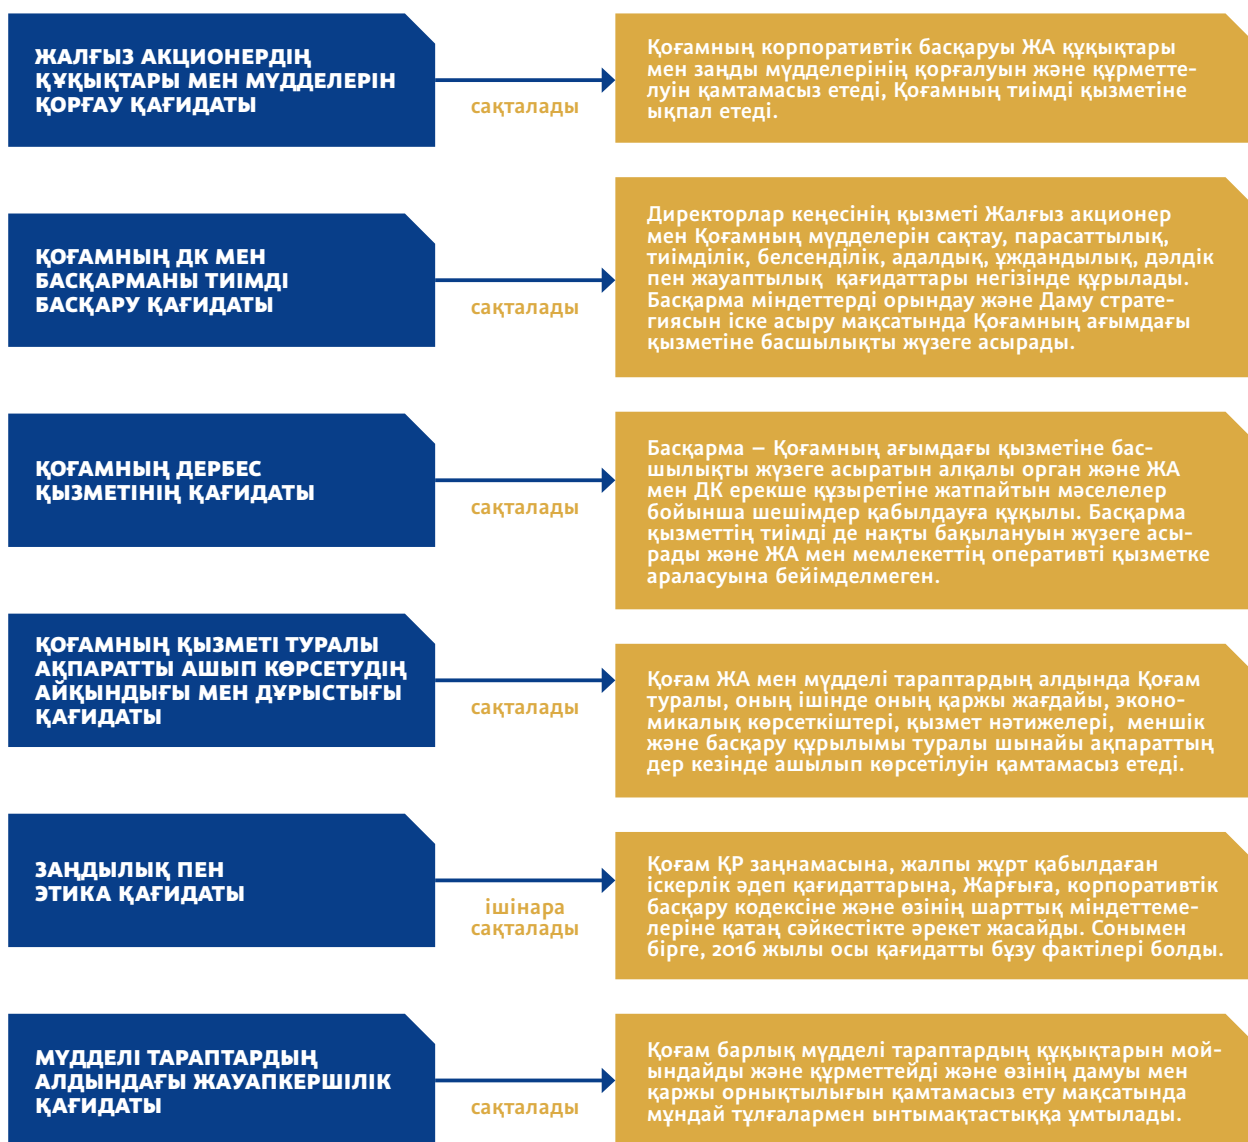 ЖАЛҒЫЗ АКЦИОНЕРДІҢ
ҚҰҚЫҚТАРЫ МЕН МҮДДЕЛЕРІН
ҚОРҒАУ ҚАҒИДАТЫ
сақталады
Қоғамның корпоративтік басқаруы ЖА құқықтары
мен заңды мүдделерінің қорғалуын және құрметте-
луін қамтамасыз етеді, Қоғамның тиімді қызметіне
ықпал етеді.
ҚОҒАМНЫҢ ДК МЕН
БАСҚАРМАНЫ ТИІМДІ
БАСҚАРУ ҚАҒИДАТЫ
сақталады
Директорлар кеңесінің қызметі Жалғыз акционер
мен Қоғамның мүдделерін сақтау, парасаттылық,
тиімділік, белсенділік, адалдық, ұждандылық, дәлдік
пен жауаптылық қағидаттары негізінде құрылады.
Басқарма міндеттерді орындау және Даму страте-
гиясын іске асыру мақсатында Қоғамның ағымдағы
қызметіне басшылықты жүзеге асырады.
ҚОҒАМНЫҢ ДЕРБЕС
ҚЫЗМЕТІНІҢ ҚАҒИДАТЫ
сақталады
Басқарма – Қоғамның ағымдағы қызметіне бас-
шылықты жүзеге асыратын алқалы орган және ЖА
мен ДК ерекше құзыретіне жатпайтын мәселелер
бойынша шешімдер қабылдауға құқылы. Басқарма
қызметтің тиімді де нақты бақылануын жүзеге асы-
рады және ЖА мен мемлекеттің оперативті қызметке
араласуына бейімделмеген.
ҚОҒАМНЫҢ ҚЫЗМЕТІ ТУРАЛЫ
АҚПАРАТТЫ АШЫП КӨРСЕТУДІҢ
АЙҚЫНДЫҒЫ МЕН ДҰРЫСТЫҒЫ
ҚАҒИДАТЫ
сақталады
Қоғам ЖА мен мүдделі тараптардың алдында Қоғам
туралы, оның ішінде оның қаржы жағдайы, эконо-
микалық көрсеткіштері, қызмет нәтижелері, меншік
және басқару құрылымы туралы шынайы ақпараттың
дер кезінде ашылып көрсетілуін қамтамасыз етеді.
ЗАҢДЫЛЫҚ ПЕН
ЭТИКА ҚАҒИДАТЫ
ішінара
сақталады
Қоғам ҚР заңнамасына, жалпы жұрт қабылдаған
іскерлік әдеп қағидаттарына, Жарғыға, корпоративтік
басқару кодексіне және өзінің шарттық міндеттеме-
леріне қатаң сәйкестікте әрекет жасайды. Сонымен
бірге, 2016 жылы осы қағидатты бұзу фактілері болды.
МҮДДЕЛІ ТАРАПТАРДЫҢ
АЛДЫНДАҒЫ ЖАУАПКЕРШІЛІК
ҚАҒИДАТЫ
сақталады
Қоғам барлық мүдделі тараптардың құқықтарын мой-
ындайды және құрметтейді және өзінің дамуы мен
қаржы орнықтылығын қамтамасыз ету мақсатында
мұндай тұлғалармен ынтымақтастыққа ұмтылады.